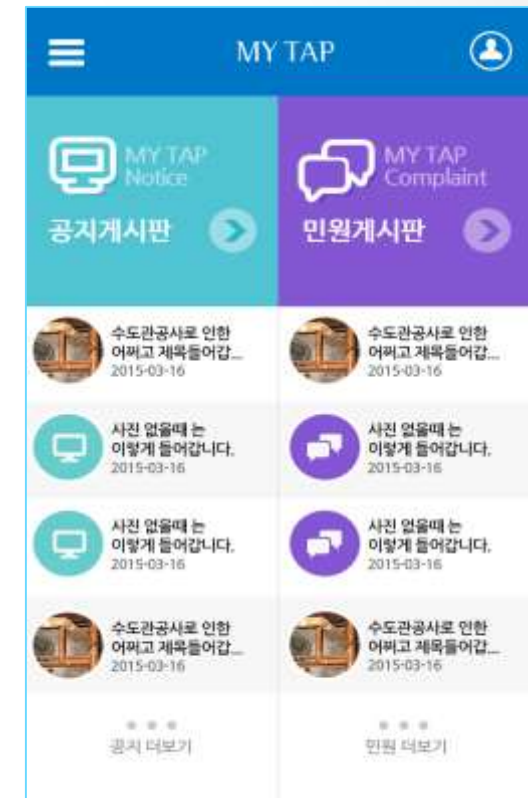 MY TAP
MY TAP
Notice
공지게시판
MY TAP
Complaint
민원게시판
수도관공사로 인한
어쩌고 제목들어갑...
2015-03-16
사진 없을때 는
이렇게 들어갑니다.
2015-03-16
사진 없을때 는
이렇게 들어갑니다.
2015-03-16
수도관공사로 인한
어쩌고 제목들어갑...
2015-03-16
공지 더보기
수도관공사로 인한
어쩌고 제목들어갑...
2015-03-16
사진 없을때 는
이렇게 들어갑니다.
2015-03-16
사진 없을때 는
이렇게 들어갑니다.
2015-03-16
수도관공사로 인한
어쩌고 제목들어갑...
2015-03-16
민원 더보기